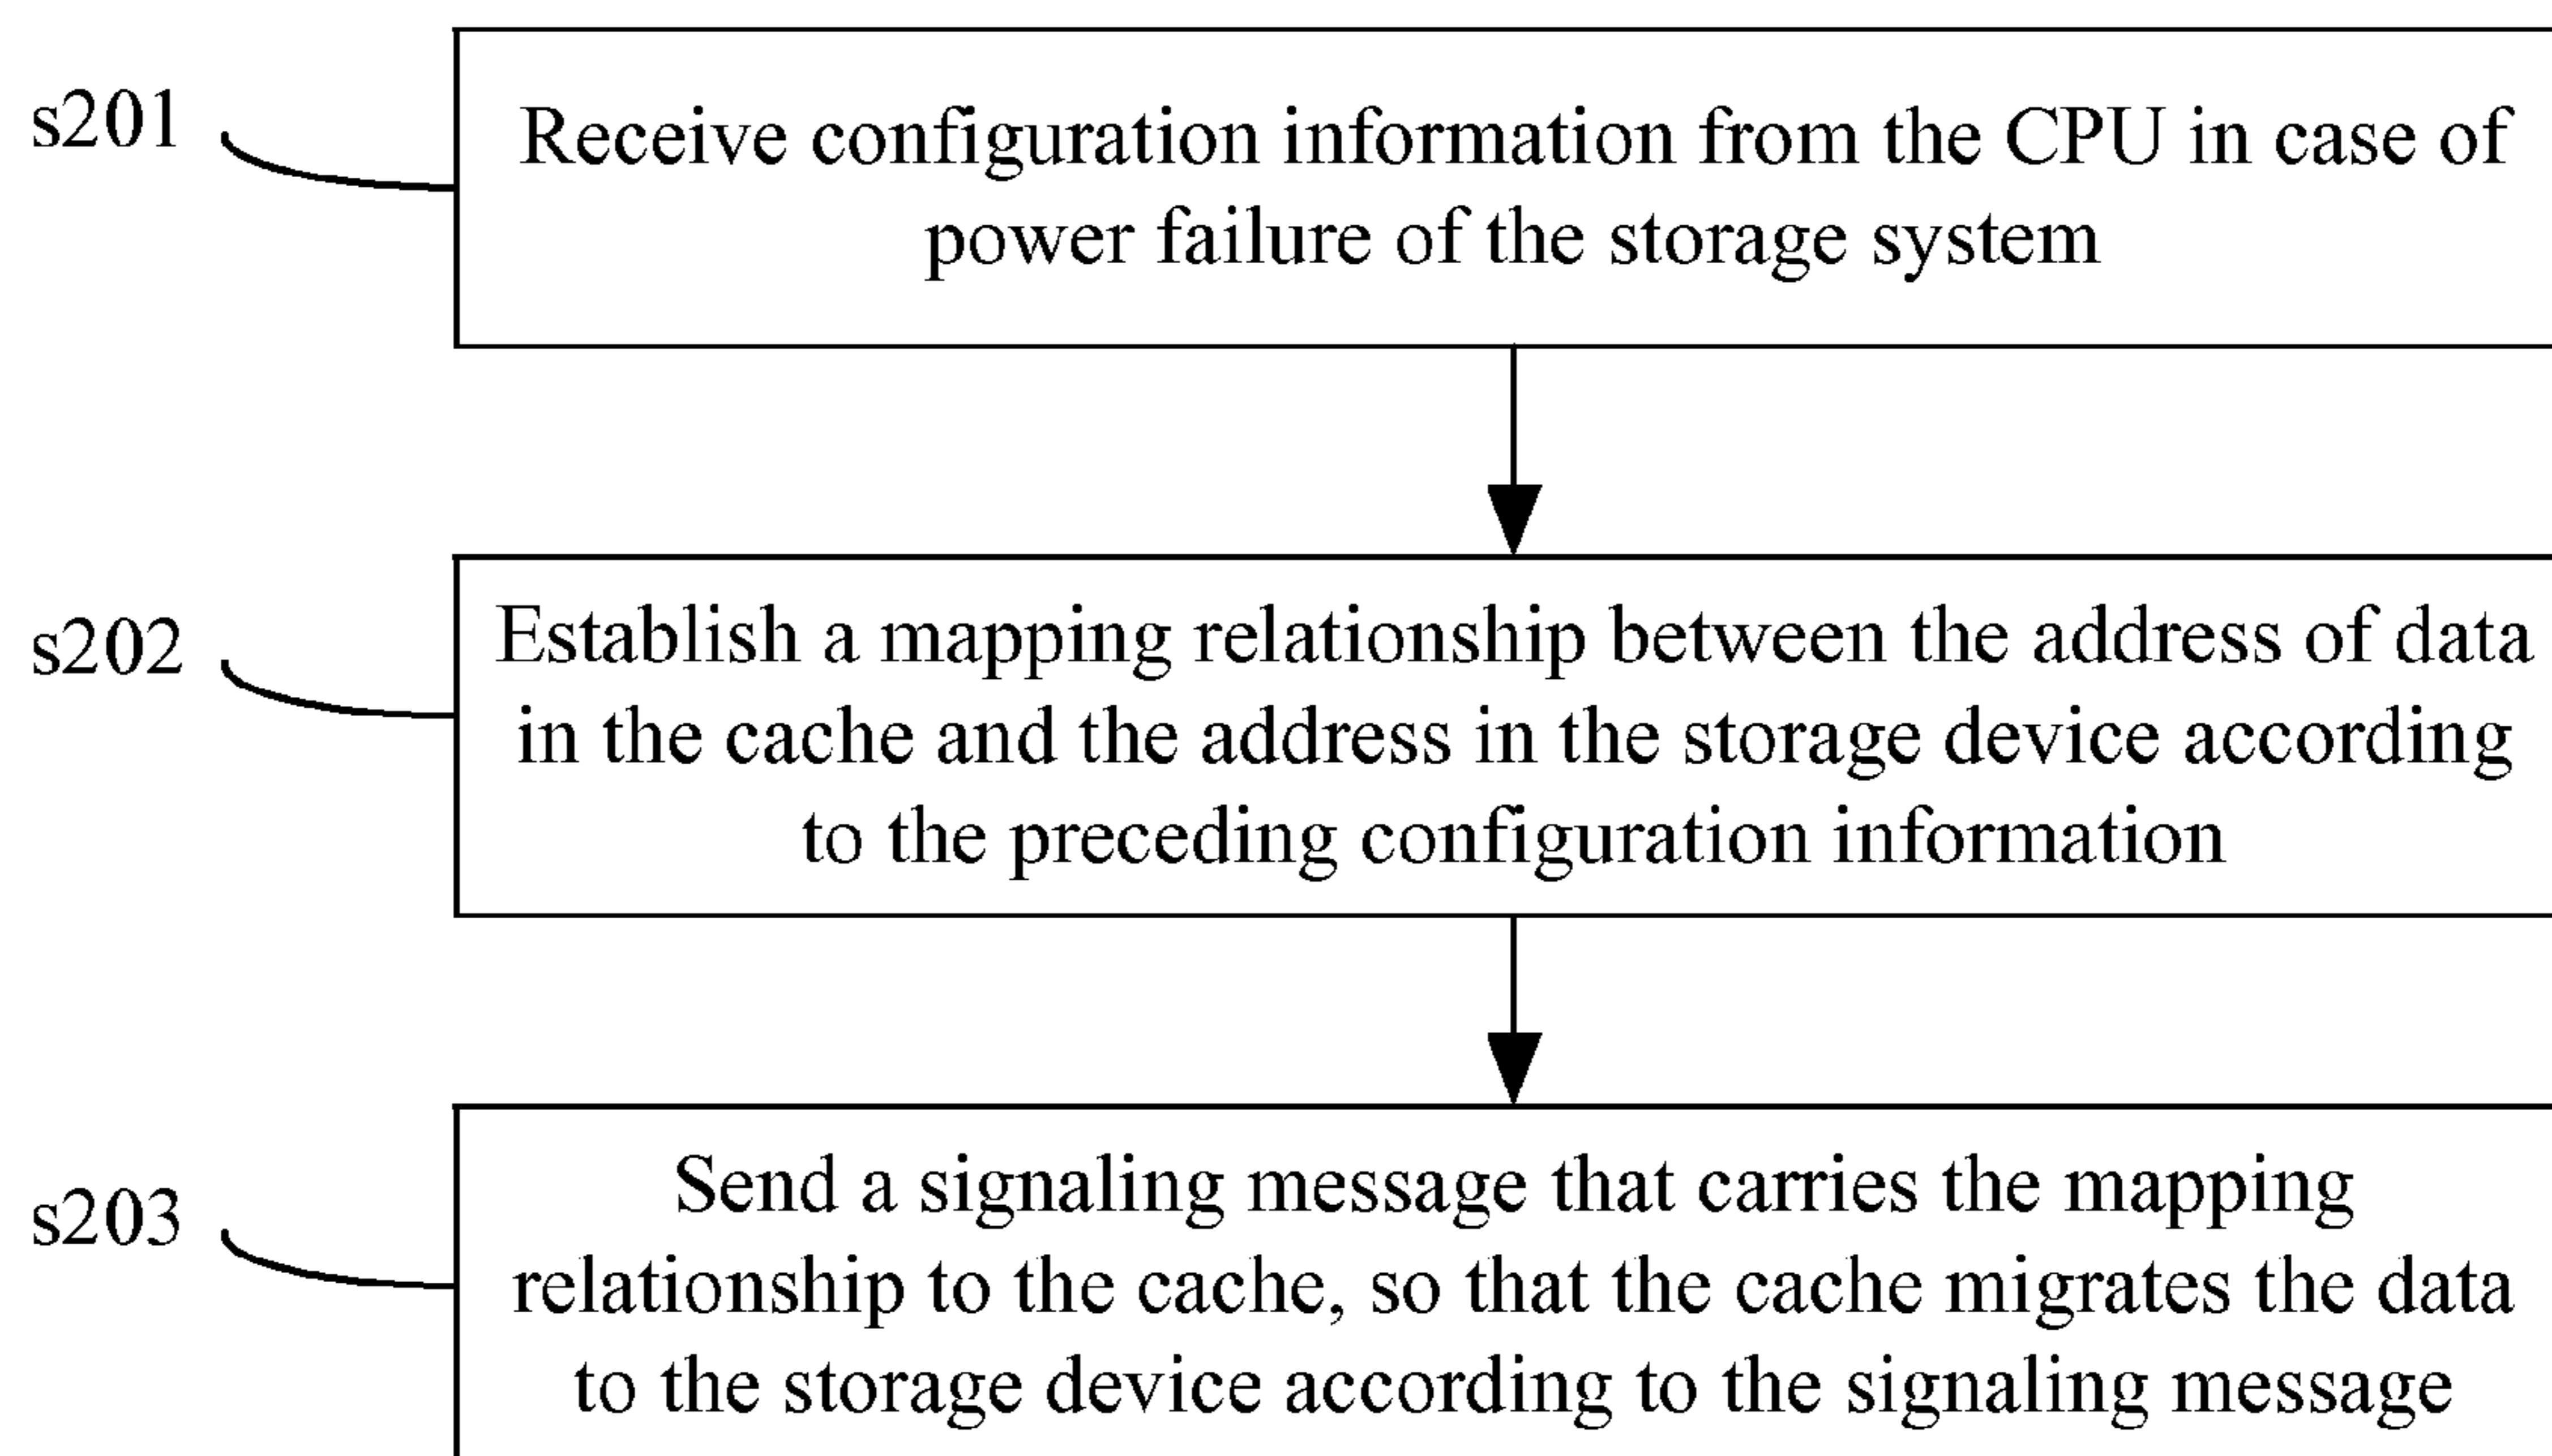 s201
Receive configuration information from the CPU in case of
power failure of the storage system
s202
Establish a mapping relationship between the address of data
in the cache and the address in the storage device according
to the preceding configuration information
s203
Send a signaling message that carries the mapping
relationship to the cache, so that the cache migrates the data
to the storage device according to the signaling message